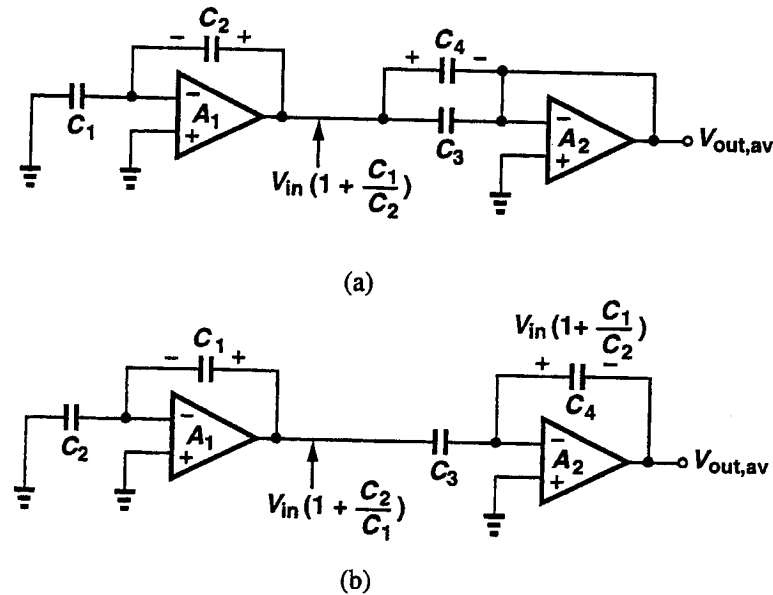 C2
− +
C1
−
A1
+
Vin(1 + C1/C2)
C4
+ −
C3
−
A2
+
Vout,av
(a)
Vin(1+ C1/C2)
C1
− +
C2
−
A1
+
Vin(1 + C2/C1)
C3
+ −
C4
−
A2
+
Vout,av
(b)